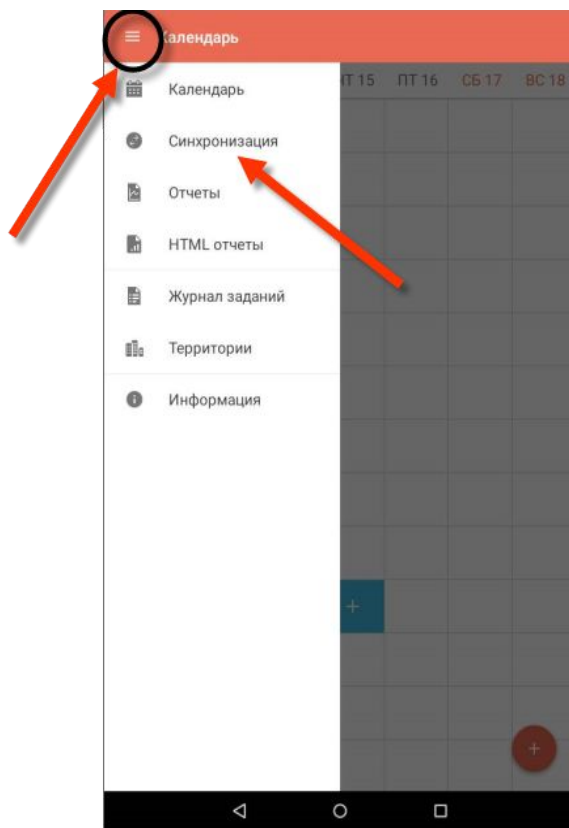 Календарь
ЧТ 15 ПТ 16 СБ 17 ВС 18
Календарь
Синхронизация
Отчеты
HTML отчеты
Журнал заданий
Территории
Информация